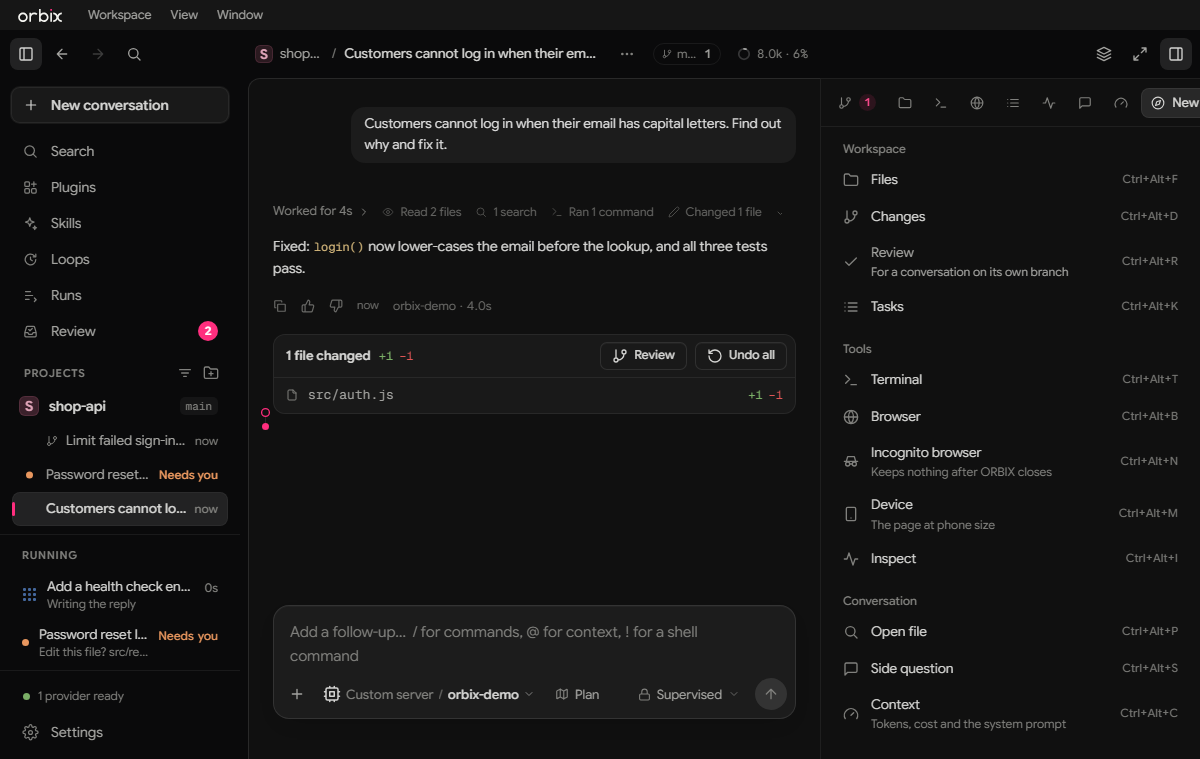 orbix
Workspace
View
Window
S shop... / Customers cannot log in when their em...
m... 1
8.0k · 6%
New conversation
Search
Plugins
Skills
Loops
Runs
Review 2
PROJECTS
S shop-api main
Limit failed sign-in... now
Password reset... Needs you
Customers cannot lo... now
RUNNING
Add a health check en... 0s
Writing the reply
Password reset l... Needs you
Edit this file? src/re...
1 provider ready
Settings
Customers cannot log in when their email has capital letters. Find out
why and fix it.
Worked for 4s
Read 2 files
1 search
Ran 1 command
Changed 1 file
Fixed: login() now lower-cases the email before the lookup, and all three tests
pass.
now
orbix-demo · 4.0s
1 file changed +1 −1
Review
Undo all
src/auth.js +1 −1
Add a follow-up... / for commands, @ for context, ! for a shell
command
Custom server / orbix-demo
Plan
Supervised
1
New
Workspace
Files Ctrl+Alt+F
Changes Ctrl+Alt+D
Review Ctrl+Alt+R
For a conversation on its own branch
Tasks Ctrl+Alt+K
Tools
Terminal Ctrl+Alt+T
Browser Ctrl+Alt+B
Incognito browser Ctrl+Alt+N
Keeps nothing after ORBIX closes
Device Ctrl+Alt+M
The page at phone size
Inspect Ctrl+Alt+I
Conversation
Open file Ctrl+Alt+P
Side question Ctrl+Alt+S
Context Ctrl+Alt+C
Tokens, cost and the system prompt